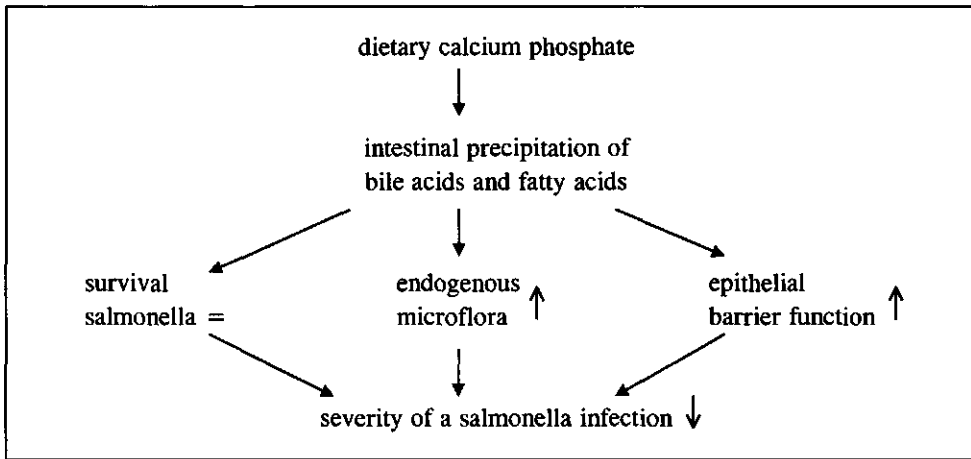 dietary calcium phosphate
intestinal precipitation of
bile acids and fatty acids
survival
salmonella =
endogenous
microflora ↑
epithelial
barrier function ↑
severity of a salmonella infection ↓